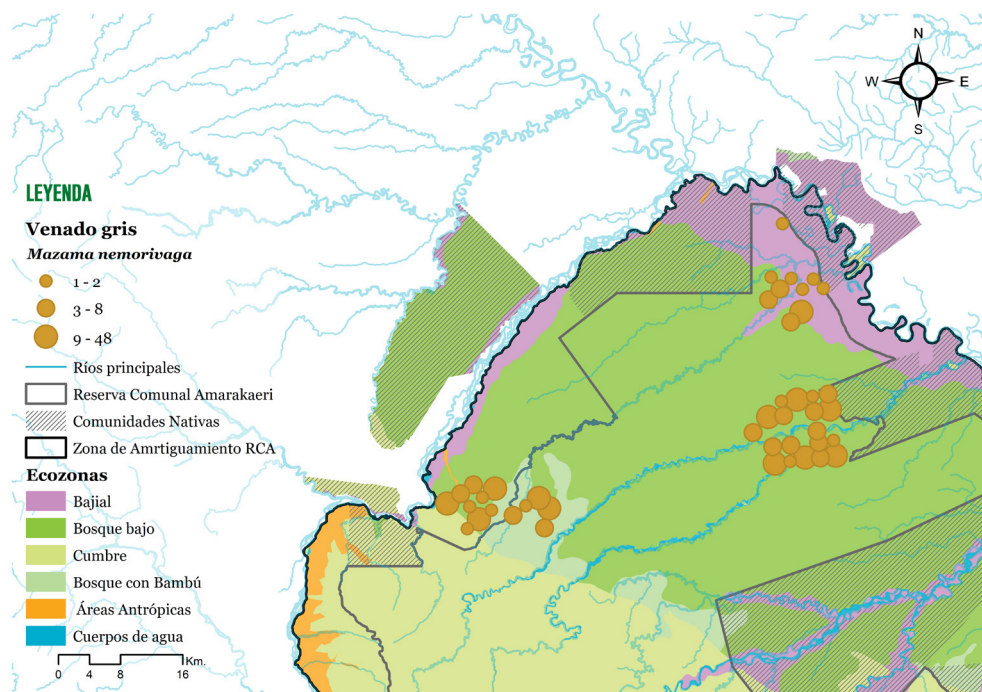 N
W
E
S
LEYENDA
Venado gris
Mazama nemorivaga
1 - 2
3 - 8
9 - 48
Ríos principales
Reserva Comunal Amarakaeri
Comunidades Nativas
Zona de Amrtiguamiento RCA
Ecozonas
Bajial
Bosque bajo
Cumbre
Bosque con Bambú
Áreas Antrópicas
Cuerpos de agua
Km.
0 4 8 16